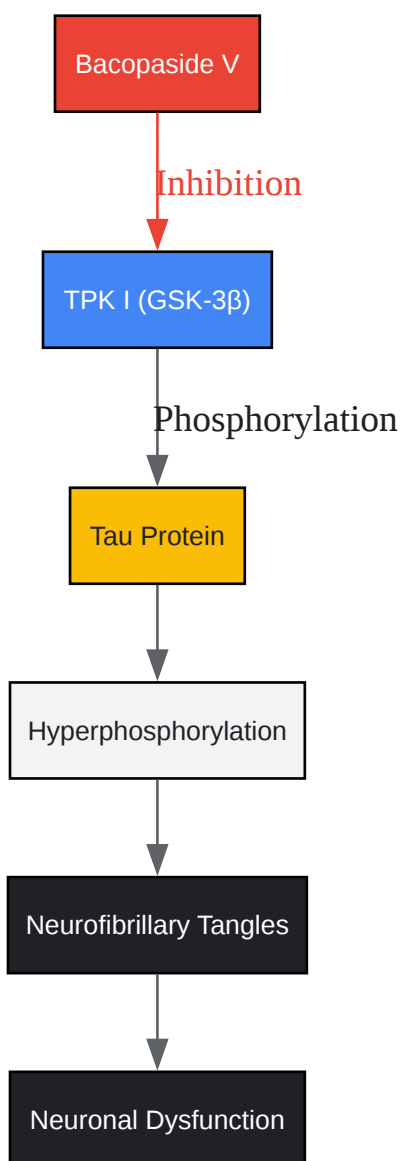 Bacopaside V
Inhibition
TPK I (GSK-3β)
Phosphorylation
Tau Protein
Hyperphosphorylation
Neurofibrillary Tangles
Neuronal Dysfunction